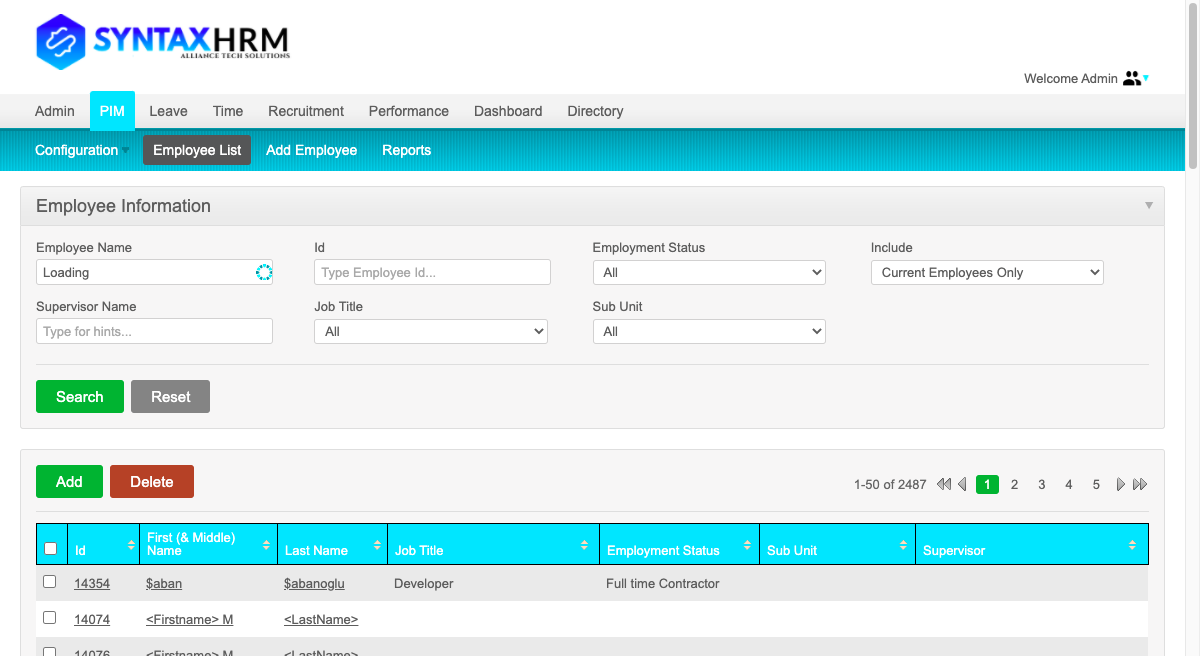 SYNTAXHRM
ALLIANCE TECH SOLUTIONS
Welcome Admin
Admin PIM Leave Time Recruitment Performance Dashboard Directory
Configuration Employee List Add Employee Reports
Employee Information
Employee Name Id Employment Status Include
Loading Type Employee Id... All Current Employees Only
Supervisor Name Job Title Sub Unit
Type for hints... All All
Search Reset
Add Delete 1-50 of 2487 1 2 3 4 5
Id First (& Middle) Name Last Name Job Title Employment Status Sub Unit Supervisor
14354 $aban $abanoglu Developer Full time Contractor
14074 <Firstname> M <LastName>
14076 <Firstname> M <LastName>